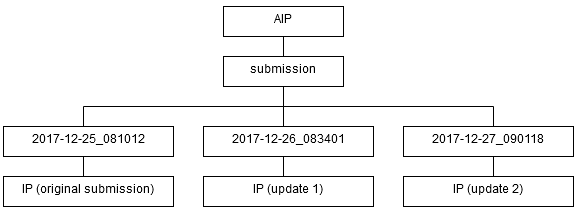 AIP
submission
2017-12-25_081012
2017-12-26_083401
2017-12-27_090118
IP (original submission)
IP (update 1)
IP (update 2)